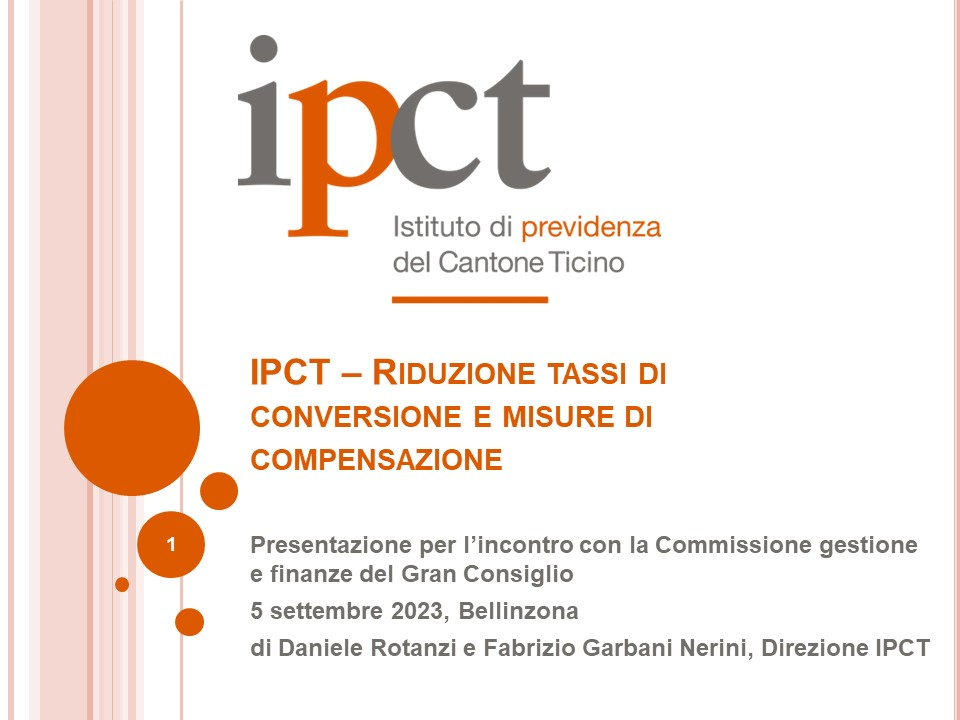 ipct
Istituto di previdenza
del Cantone Ticino
IPCT – RIDUZIONE TASSI DI
CONVERSIONE E MISURE DI
COMPENSAZIONE
1
Presentazione per l’incontro con la Commissione gestione
e finanze del Gran Consiglio
5 settembre 2023, Bellinzona
di Daniele Rotanzi e Fabrizio Garbani Nerini, Direzione IPCT